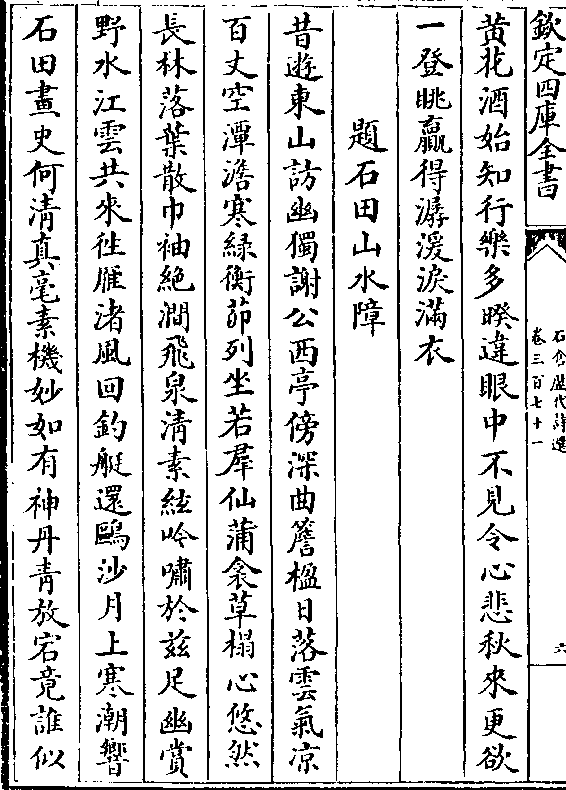 欽定四庫全書
石倉歷代詩選
卷三百七十一
六
黄花酒始知行樂多暌違眼中不見令心悲秋來更欲
一登眺贏得潺湲淚滿衣
題石田山水障
昔遊東山訪幽獨謝公西亭傍深曲簷楹日落雲氣凉
百丈空潭澹寒緑衡茆列坐若羣仙蒲衾草榻心悠然
長林落葉散巾袖絶澗飛泉清素絃吟嘯於兹足幽賞
野水江雲共來徃雁渚風回釣艇還鷗沙月上寒潮響
石田畫史何清真毫素機妙如有神丹青放宕竟誰似